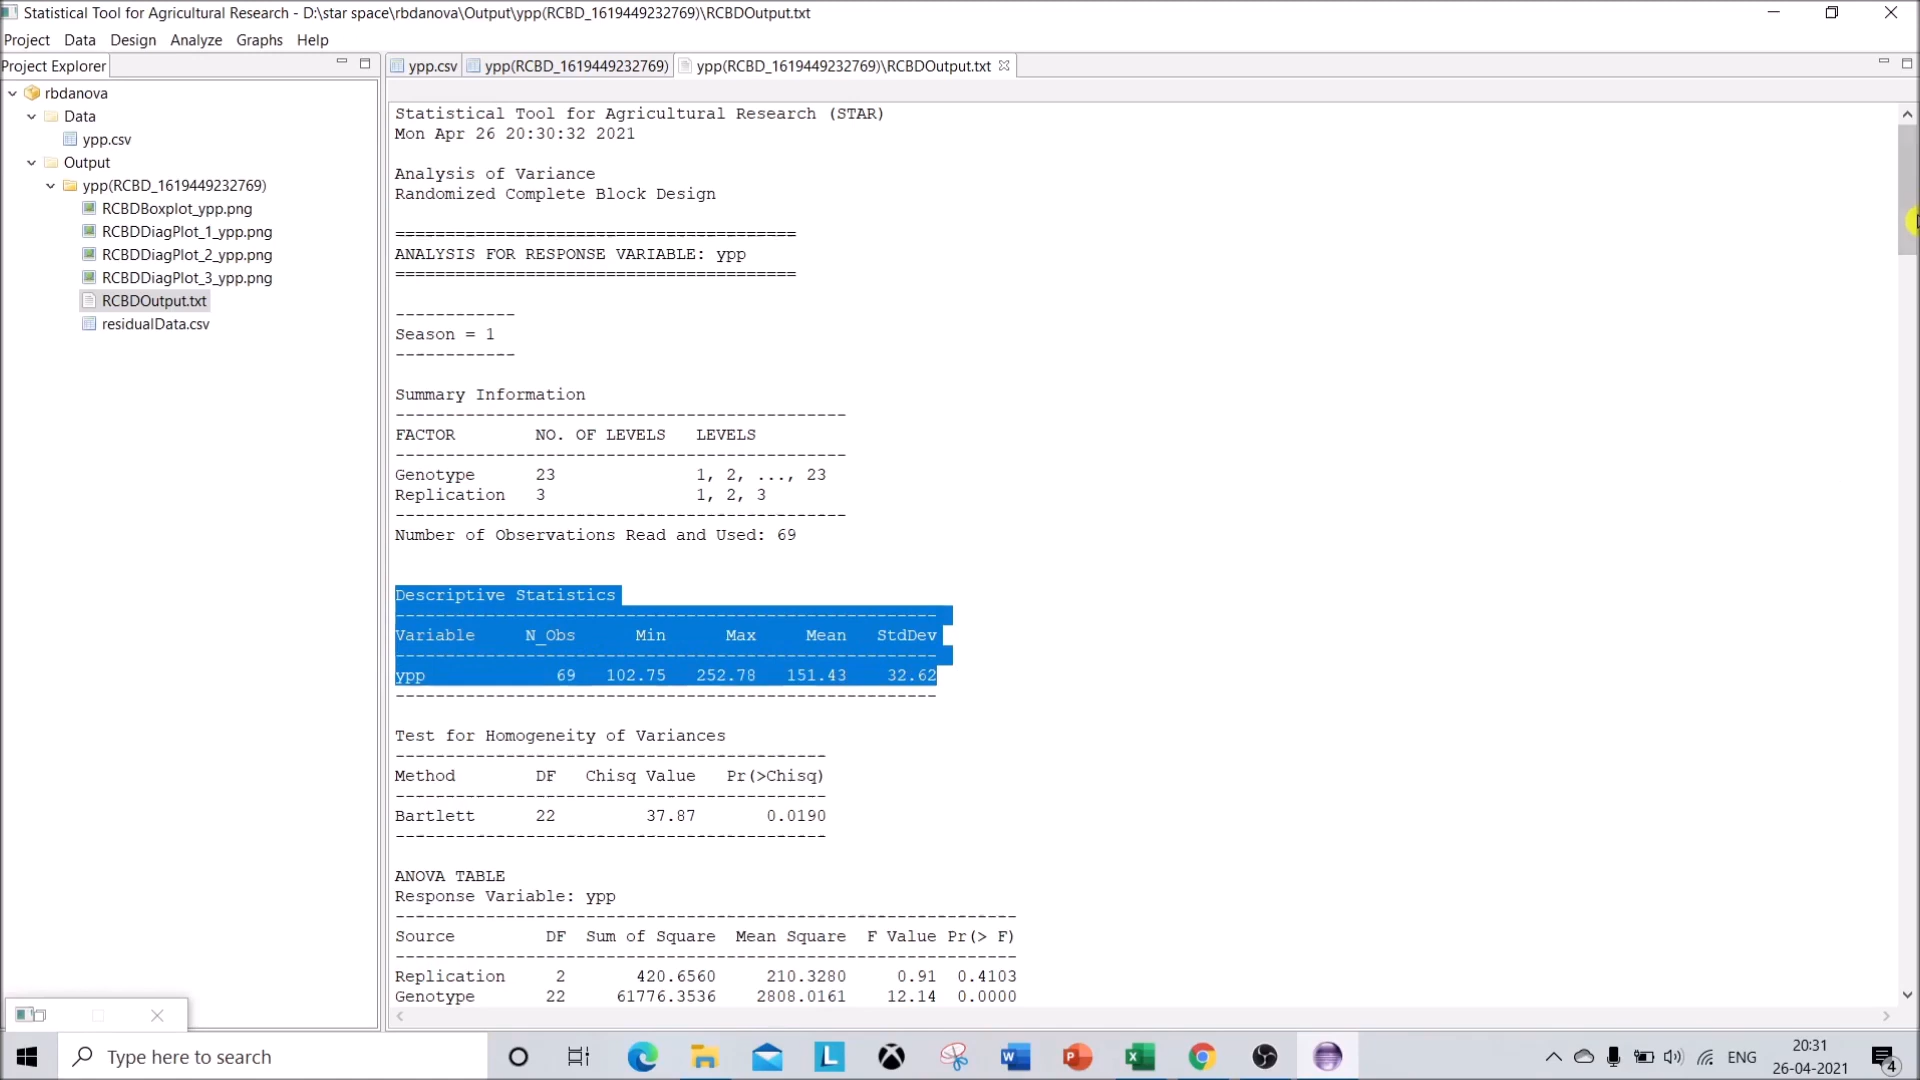 Statistical Tool for Agricultural Research - D:\star space\rbdanova\Output\ypp(RCBD_1619449232769)\RCBDOutput.txt
Project Data Design Analyze Graphs Help
Project Explorer
ypp.csv ypp(RCBD_1619449232769) ypp(RCBD_1619449232769)\RCBDOutput.txt
rbdanova
Data
ypp.csv
Output
ypp(RCBD_1619449232769)
RCBDBoxplot_ypp.png
RCBDDiagPlot_1_ypp.png
RCBDDiagPlot_2_ypp.png
RCBDDiagPlot_3_ypp.png
RCBDOutput.txt
residualData.csv
Statistical Tool for Agricultural Research (STAR)
Mon Apr 26 20:30:32 2021
Analysis of Variance
Randomized Complete Block Design
========================================
ANALYSIS FOR RESPONSE VARIABLE: ypp
========================================
------------
Season = 1
------------
Summary Information
---------------------------------------------
FACTOR NO. OF LEVELS LEVELS
---------------------------------------------
Genotype 23 1, 2, ..., 23
Replication 3 1, 2, 3
---------------------------------------------
Number of Observations Read and Used: 69
Descriptive Statistics
------------------------------------------------------
Variable N_Obs Min Max Mean StdDev
------------------------------------------------------
ypp 69 102.75 252.78 151.43 32.62
------------------------------------------------------
Test for Homogeneity of Variances
-------------------------------------------
Method DF Chisq Value Pr(>Chisq)
-------------------------------------------
Bartlett 22 37.87 0.0190
-------------------------------------------
ANOVA TABLE
Response Variable: ypp
--------------------------------------------------------------
Source DF Sum of Square Mean Square F Value Pr(> F)
--------------------------------------------------------------
Replication 2 420.6560 210.3280 0.91 0.4103
Genotype 22 61776.3536 2808.0161 12.14 0.0000
Type here to search
ENG
20:31
26-04-2021
4